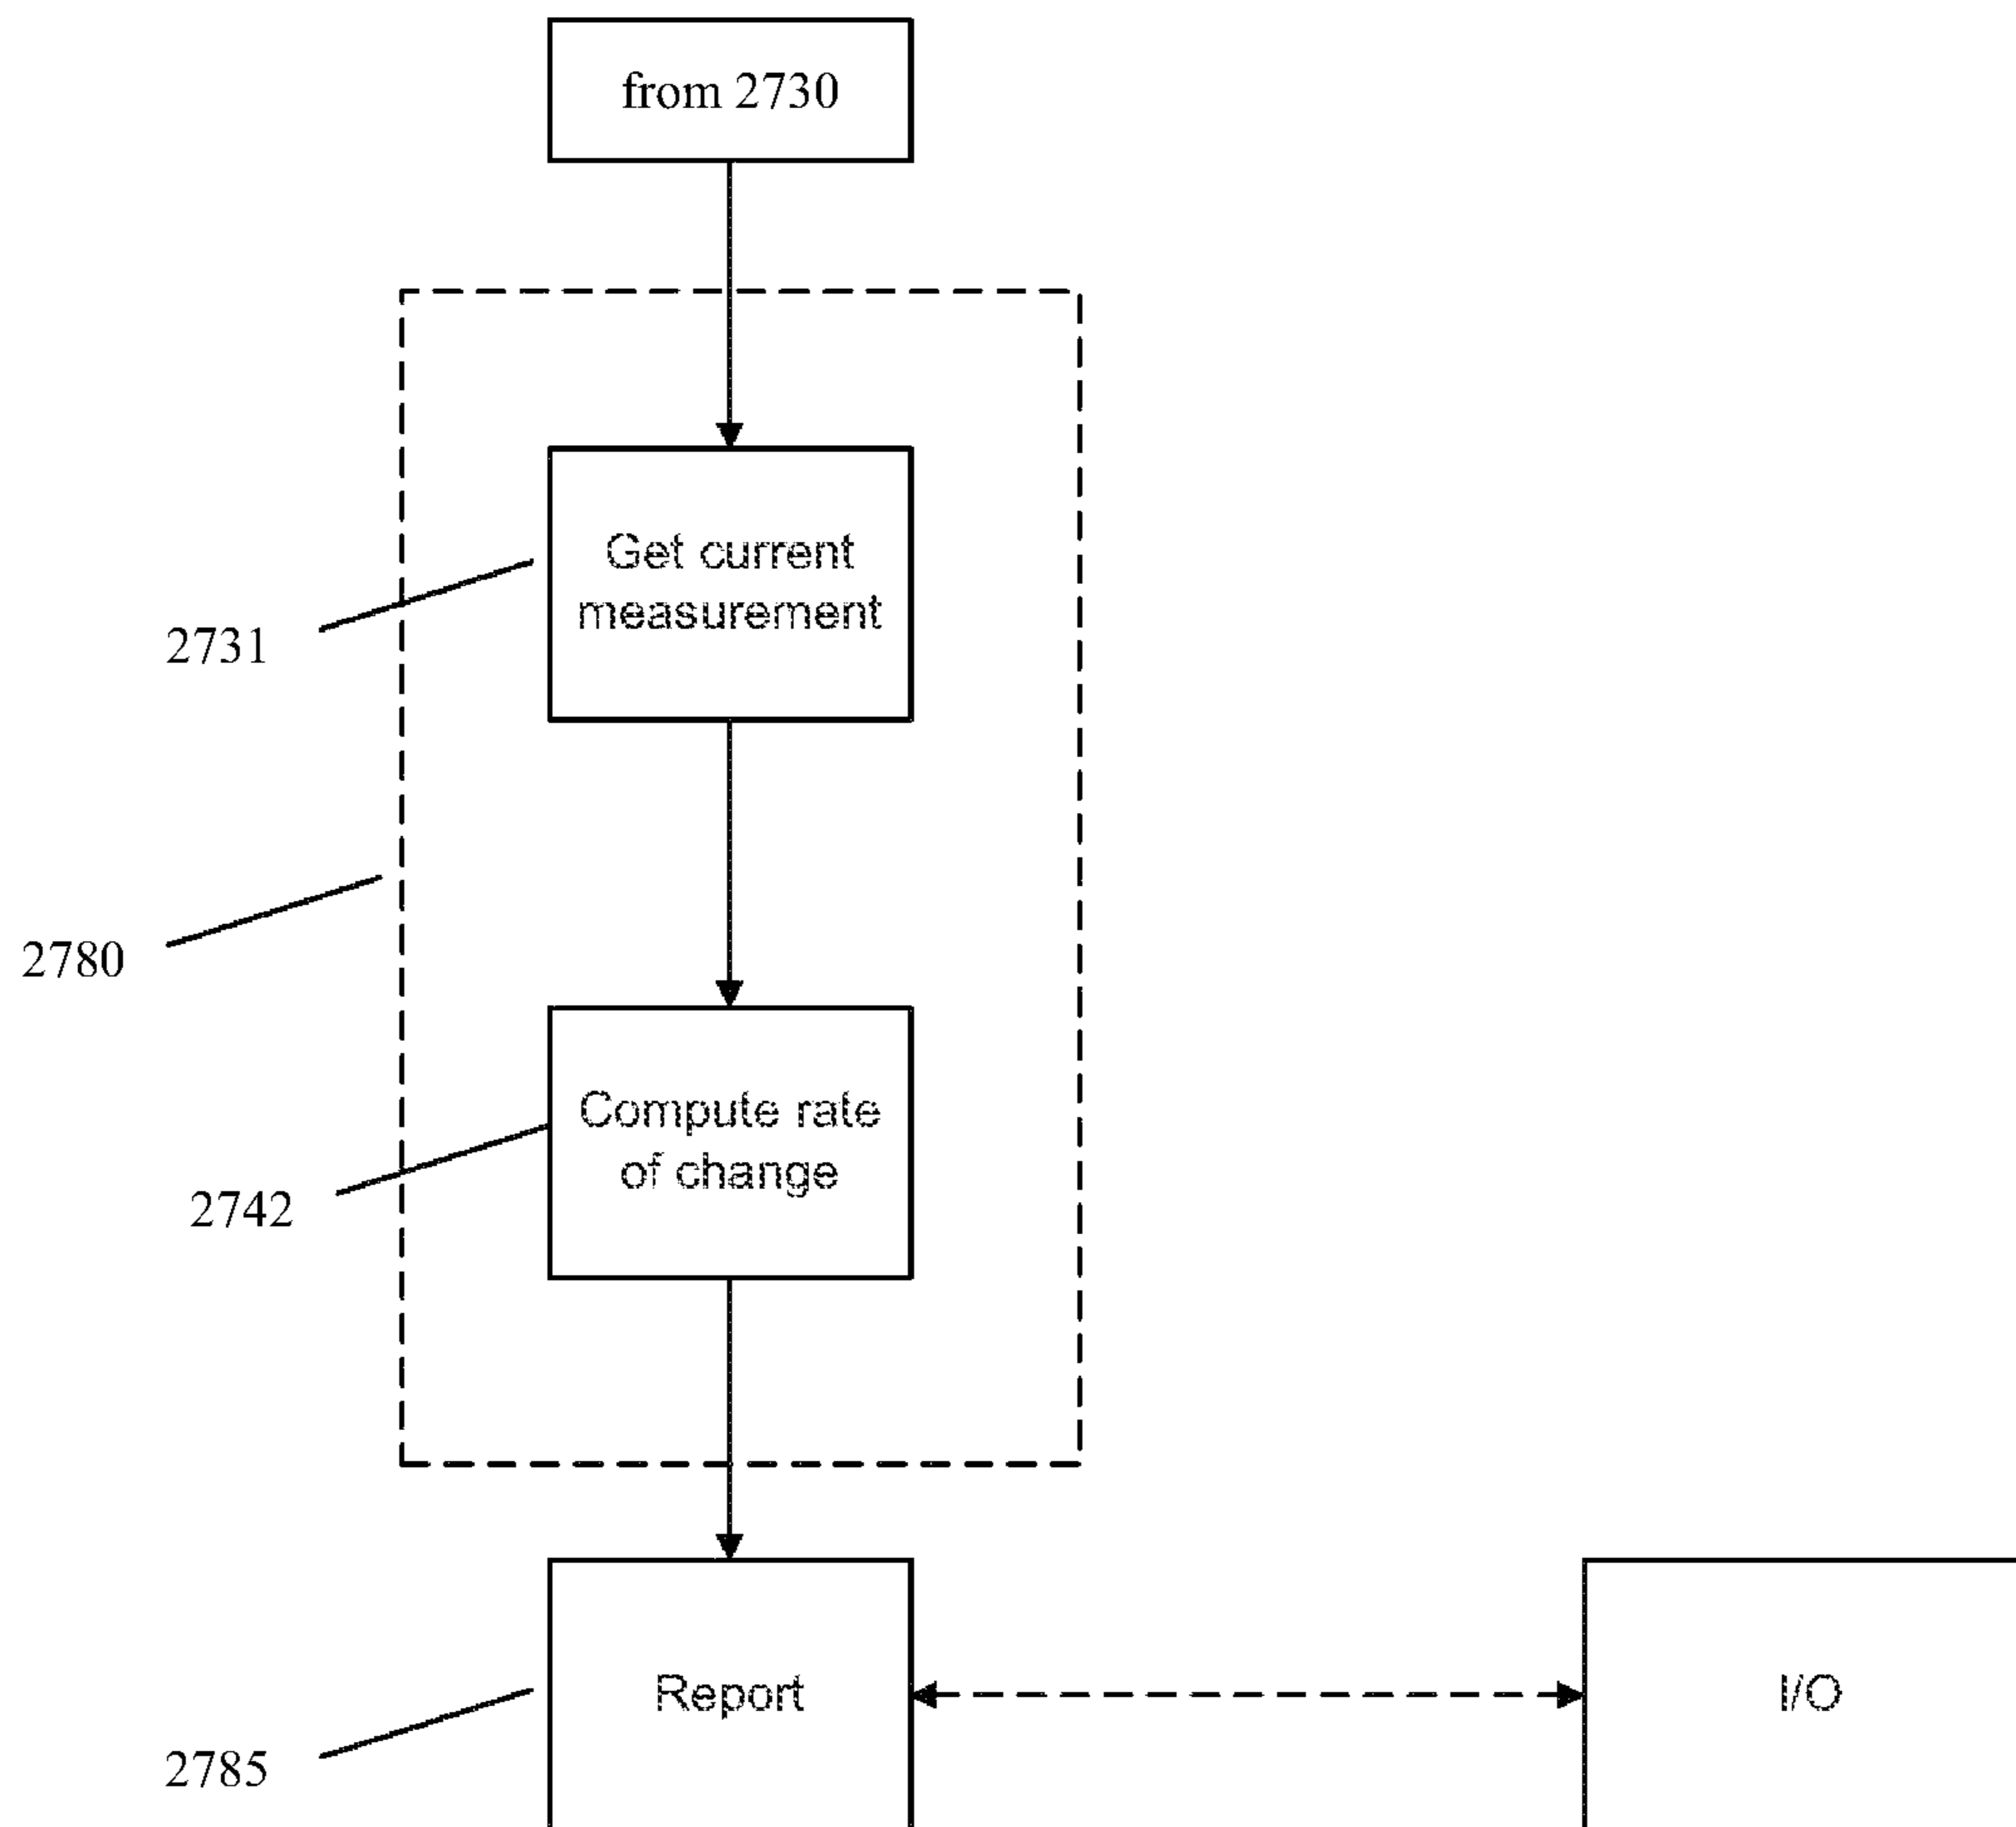 from 2730
Get current
measurement
2731
2780
Compute rate
of change
2742
Report
I/O
2785